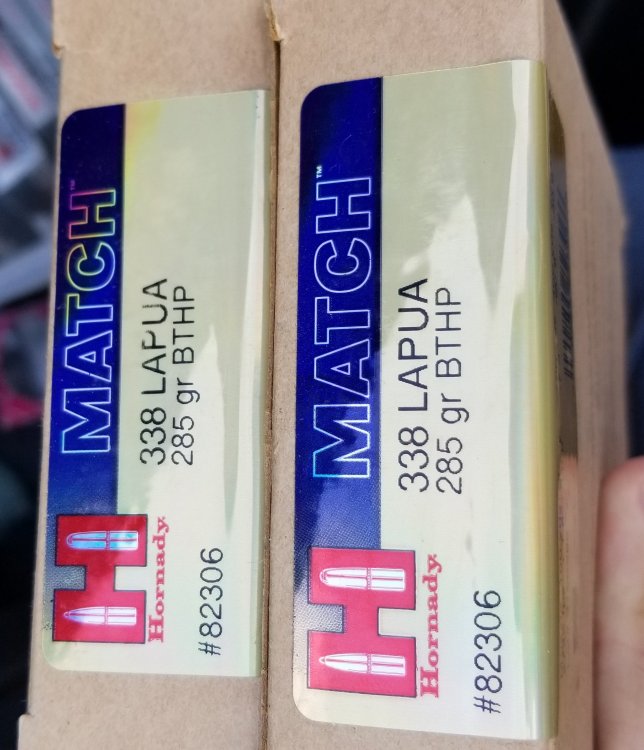 MATCH™
338 LAPUA
285 gr BTHP
H
Hornady.
#82306
MATCH™
338 LAPUA
285 gr BTHP
H
Hornady.
#82306